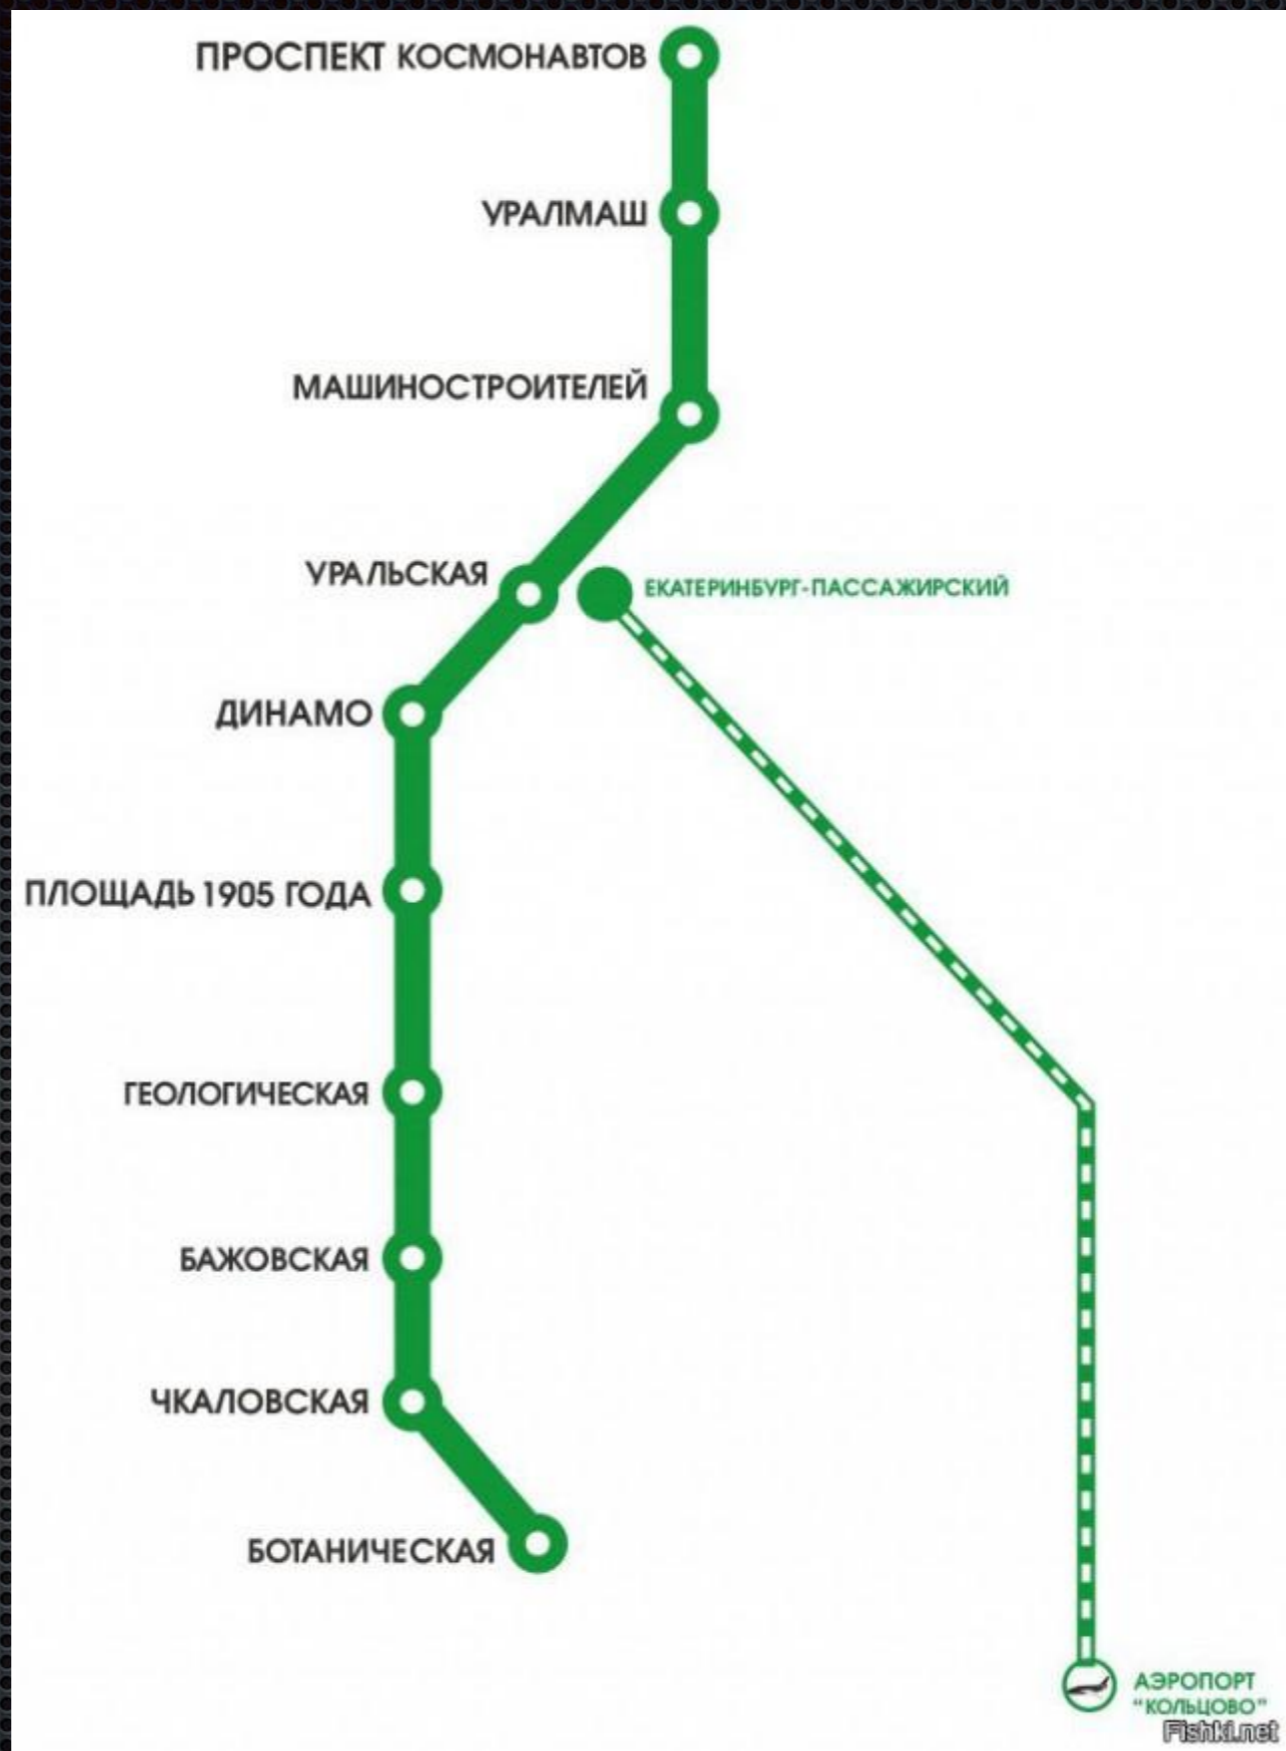 ПРОСПЕКТ КОСМОНАВТОВ
УРАЛМАШ
МАШИНОСТРОИТЕЛЕЙ
УРАЛЬСКАЯ
ЕКАТЕРИНБУРГ-ПАССАЖИРСКИЙ
ДИНАМО
ПЛОЩАДЬ 1905 ГОДА
ГЕОЛОГИЧЕСКАЯ
БАЖОВСКАЯ
ЧКАЛОВСКАЯ
БОТАНИЧЕСКАЯ
АЭРОПОРТ
"КОЛЬЦОВО"
Fishki.net